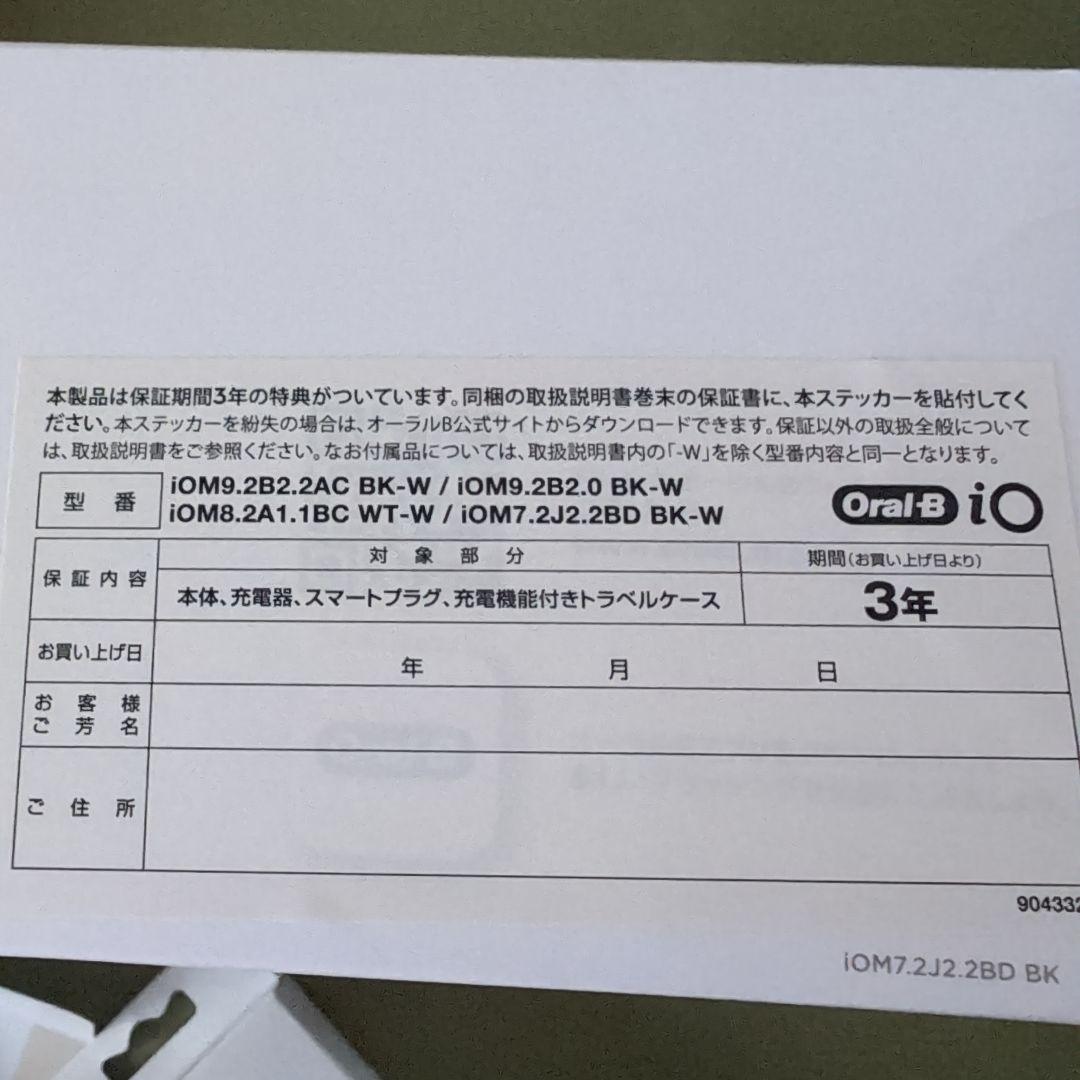 本製品は保証期間3年の特典がついています。同梱の取扱説明書巻末の保証書に、本ステッカーを貼付してく
ださい。本ステッカーを紛失の場合は、オーラルB公式サイトからダウンロードできます。保証以外の取扱全般について
は、取扱説明書をご参照ください。なお付属品については、取扱説明書内の「-W」を除く型番内容と同一となります。
型番
iOM9.2B2.2AC BK-W / iOM9.2B2.0 BK-W
iOM8.2A1.1BC WT-W / iOM7.2J2.2BD BK-W
Oral-B iO
保証内容
対象部分
期間(お買い上げ日より)
本体、充電器、スマートプラグ、充電機能付きトラベルケース
3年
お買い上げ日
年 月 日
お客様
ご芳名
ご住所
904332
iOM7.2J2.2BD BK